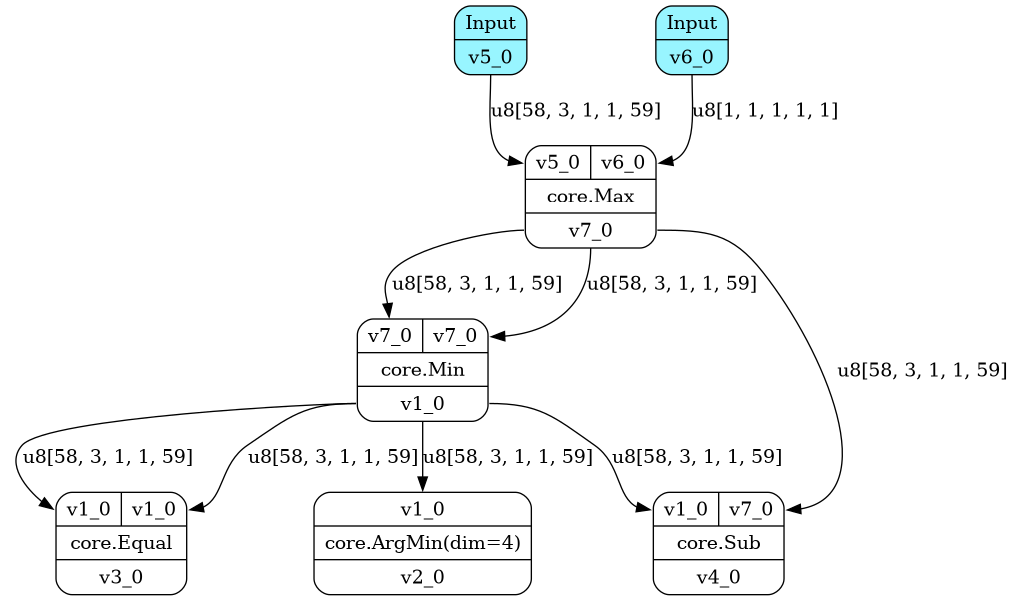 Input
v5_0
Input
v6_0
u8[58, 3, 1, 1, 59]
u8[1, 1, 1, 1, 1]
v5_0 v6_0
core.Max
v7_0
u8[58, 3, 1, 1, 59]
u8[58, 3, 1, 1, 59]
u8[58, 3, 1, 1, 59]
v7_0 v7_0
core.Min
v1_0
u8[58, 3, 1, 1, 59]
u8[58, 3, 1, 1, 59]
u8[58, 3, 1, 1, 59]
u8[58, 3, 1, 1, 59]
v1_0 v1_0
core.Equal
v3_0
v1_0
core.ArgMin(dim=4)
v2_0
v1_0 v7_0
core.Sub
v4_0